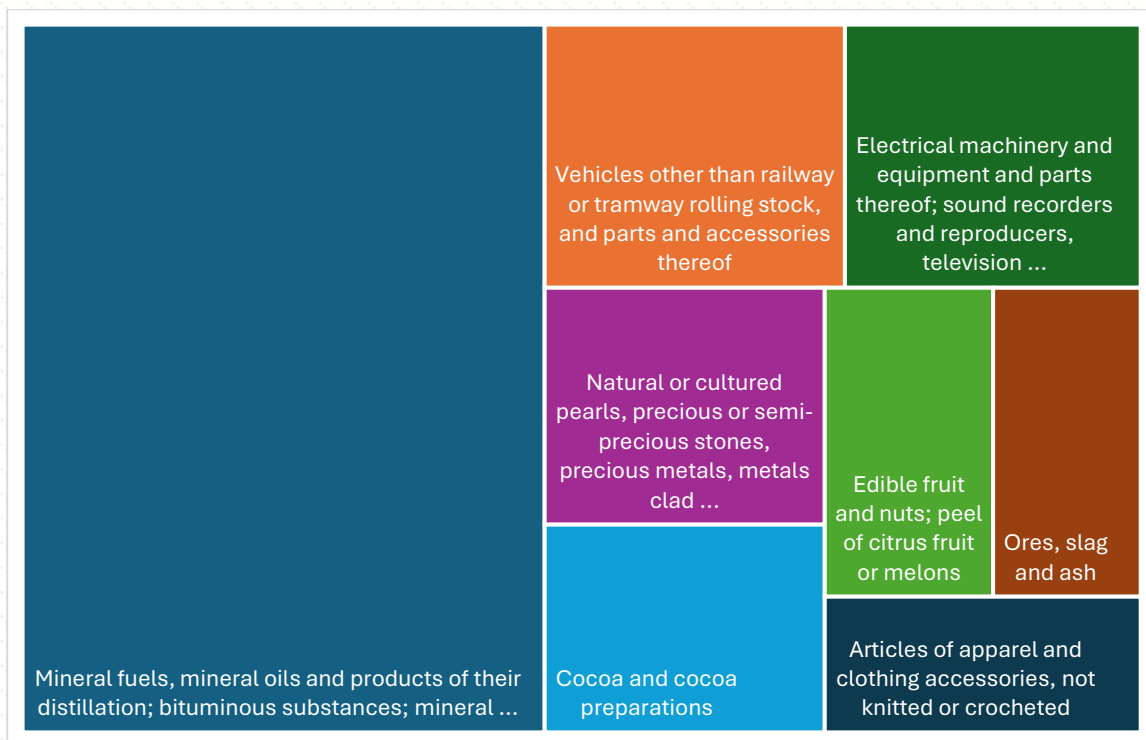 Mineral fuels, mineral oils and products of their
distillation; bituminous substances; mineral ...
Vehicles other than railway
or tramway rolling stock,
and parts and accessories
thereof
Electrical machinery and
equipment and parts
thereof; sound recorders
and reproducers,
television ...
Natural or cultured
pearls, precious or semi-
precious stones,
precious metals, metals
clad ...
Edible fruit
and nuts; peel
of citrus fruit
or melons
Ores, slag
and ash
Cocoa and cocoa
preparations
Articles of apparel and
clothing accessories, not
knitted or crocheted